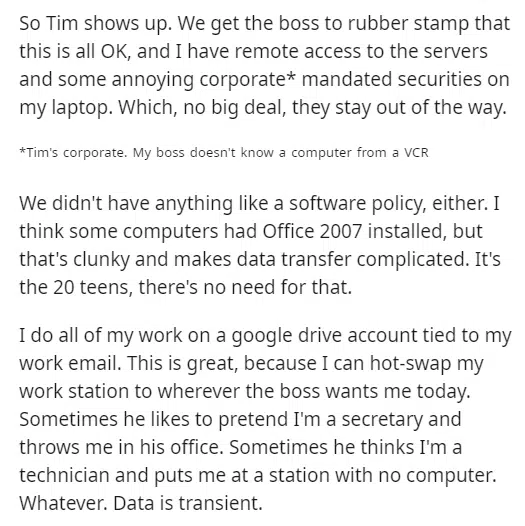 So Tim shows up. We get the boss to rubber stamp that
this is all OK, and I have remote access to the servers
and some annoying corporate* mandated securities on
my laptop. Which, no big deal, they stay out of the way.
*Tim's corporate. My boss doesn't know a computer from a VCR
We didn't have anything like a software policy, either. I
think some computers had Office 2007 installed, but
that's clunky and makes data transfer complicated. It's
the 20 teens, there's no need for that.
I do all of my work on a google drive account tied to my
work email. This is great, because I can hot-swap my
work station to wherever the boss wants me today.
Sometimes he likes to pretend I'm a secretary and
throws me in his office. Sometimes he thinks I'm a
technician and puts me at a station with no computer.
Whatever. Data is transient.